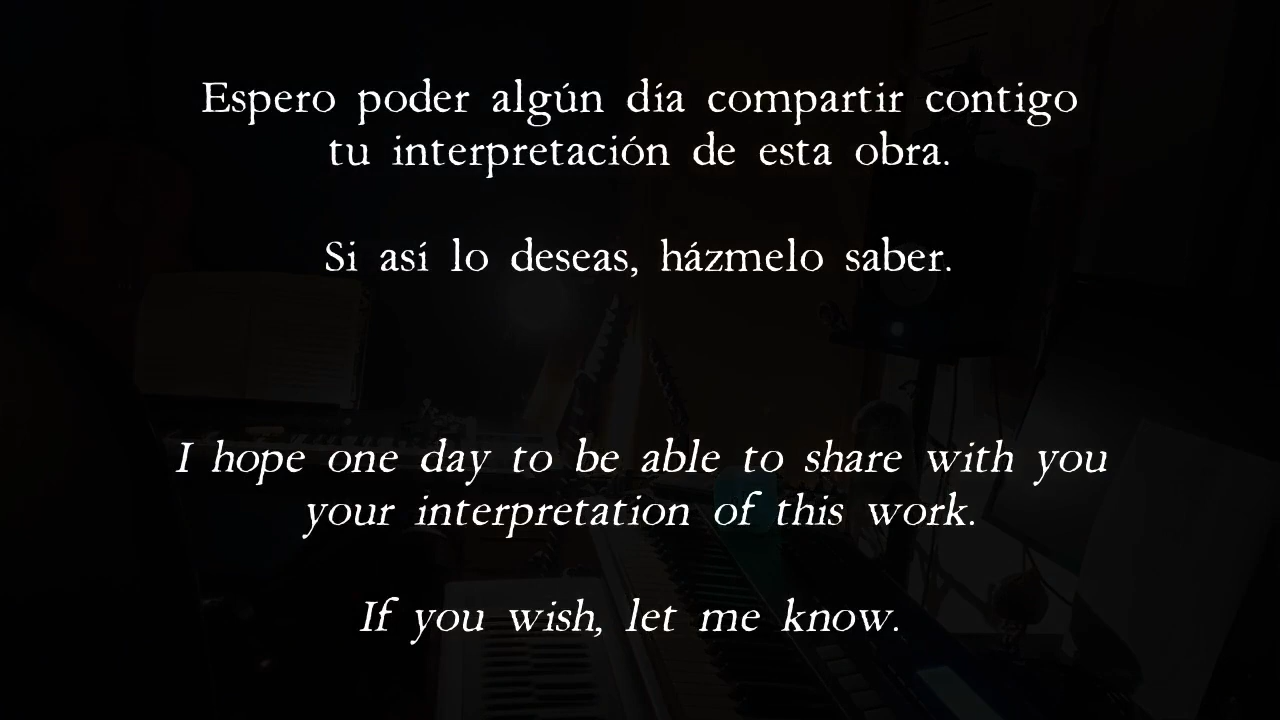 Espero poder algún día compartir contigo
tu interpretación de esta obra.
Si así lo deseas, házmelo saber.
I hope one day to be able to share with you
your interpretation of this work.
If you wish, let me know.